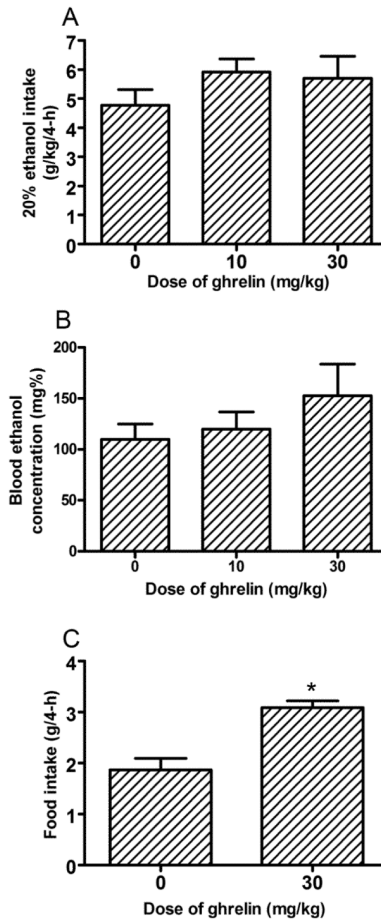 A
20% ethanol intake
(g/kg/4-h)
7
6
5
4
3
2
1
0
0 10 30
Dose of ghrelin (mg/kg)
B
Blood ethanol
concentration (mg%)
200
150
100
50
0
0 10 30
Dose of ghrelin (mg/kg)
C
Food intake (g/4-h)
4
3
2
1
0
*
0 30
Dose of ghrelin (mg/kg)